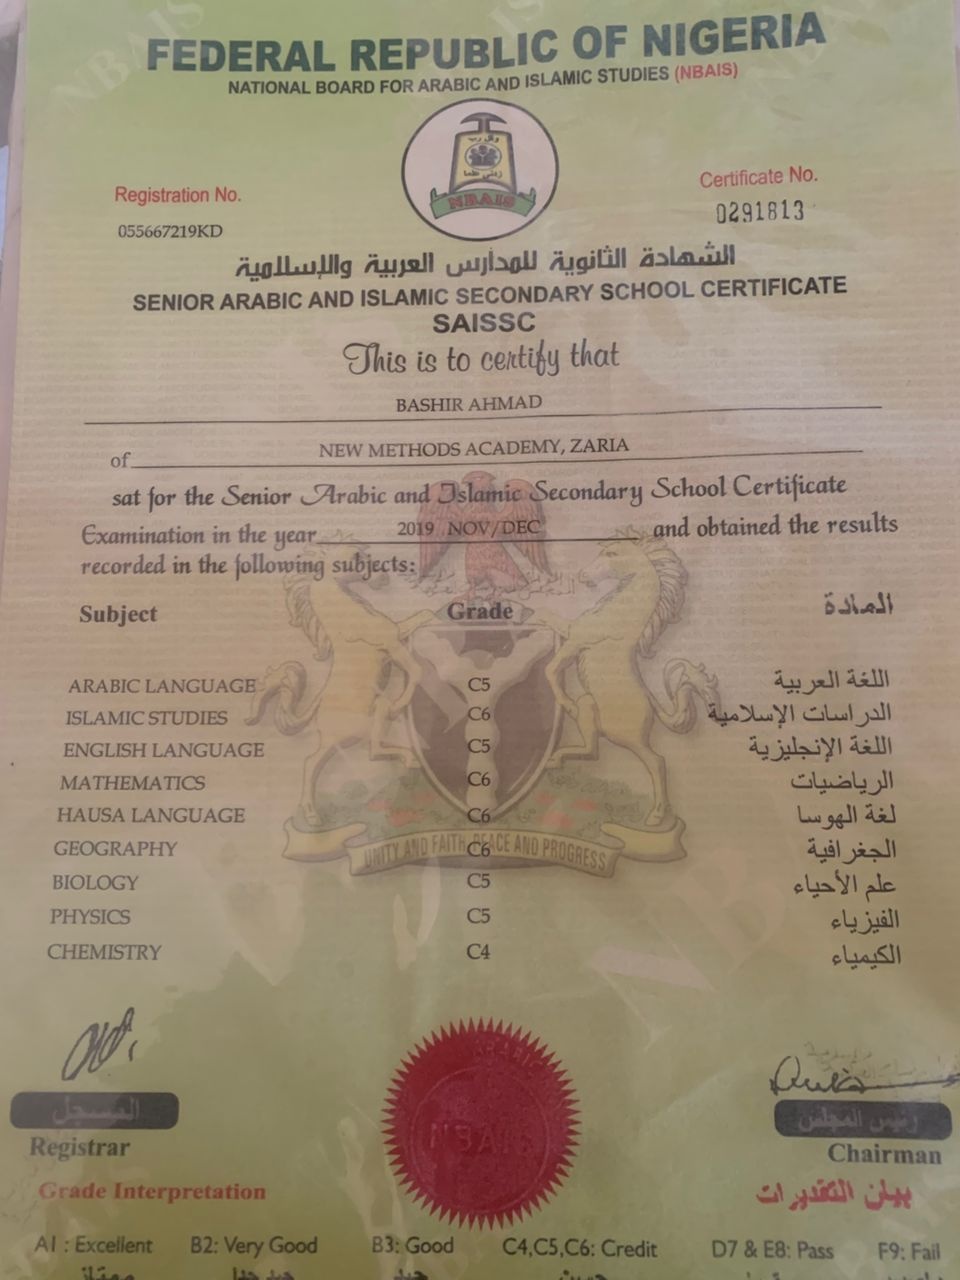 FEDERAL REPUBLIC OF NIGERIA
NATIONAL BOARD FOR ARABIC AND ISLAMIC STUDIES (NBAIS)
وقل رب
زدني علما
NBAIS
Registration No.
055667219KD
Certificate No.
0291813
الشهادة الثانوية للمدارس العربية والإسلامية
SENIOR ARABIC AND ISLAMIC SECONDARY SCHOOL CERTIFICATE
SAISSC
This is to certify that
BASHIR AHMAD
of NEW METHODS ACADEMY, ZARIA
sat for the Senior Arabic and Islamic Secondary School Certificate
Examination in the year 2019 NOV/DEC and obtained the results
recorded in the following subjects:
Subject Grade المادة
ARABIC LANGUAGE C5 اللغة العربية
ISLAMIC STUDIES C6 الدراسات الإسلامية
ENGLISH LANGUAGE C5 اللغة الإنجليزية
MATHEMATICS C6 الرياضيات
HAUSA LANGUAGE C6 لغة الهوسا
GEOGRAPHY C6 الجغرافية
BIOLOGY C5 علم الأحياء
PHYSICS C5 الفيزياء
CHEMISTRY C4 الكيمياء
UNITY AND FAITH, PEACE AND PROGRESS
المسجل
Registrar
رئيس المجلس
Chairman
NBAIS
Grade Interpretation بيان التقديرات
A1 : Excellent B2: Very Good B3: Good C4,C5,C6: Credit D7 & E8: Pass F9: Fail